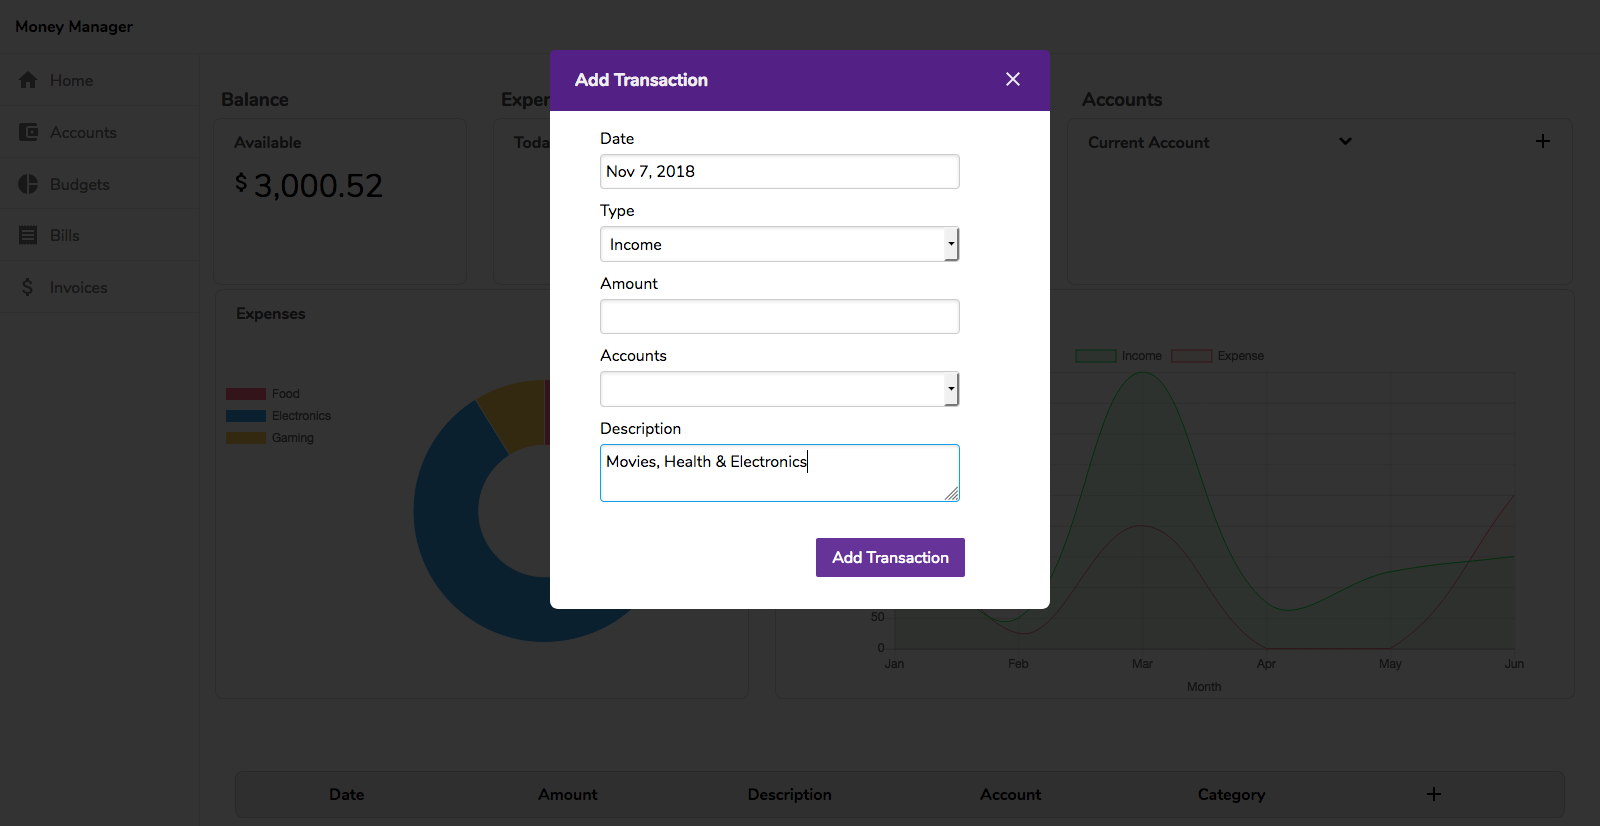 Money Manager
Home
Accounts
Budgets
Bills
Invoices
Balance
Available
$ 3,000.52
Expen
Toda
Accounts
Current Account
Add Transaction
Date
Nov 7, 2018
Type
Income
Amount
Accounts
Description
Movies, Health & Electronics
Add Transaction
Expenses
Food
Electronics
Gaming
Income Expense
50
0
Jan Feb Mar Apr May Jun
Month
Date Amount Description Account Category